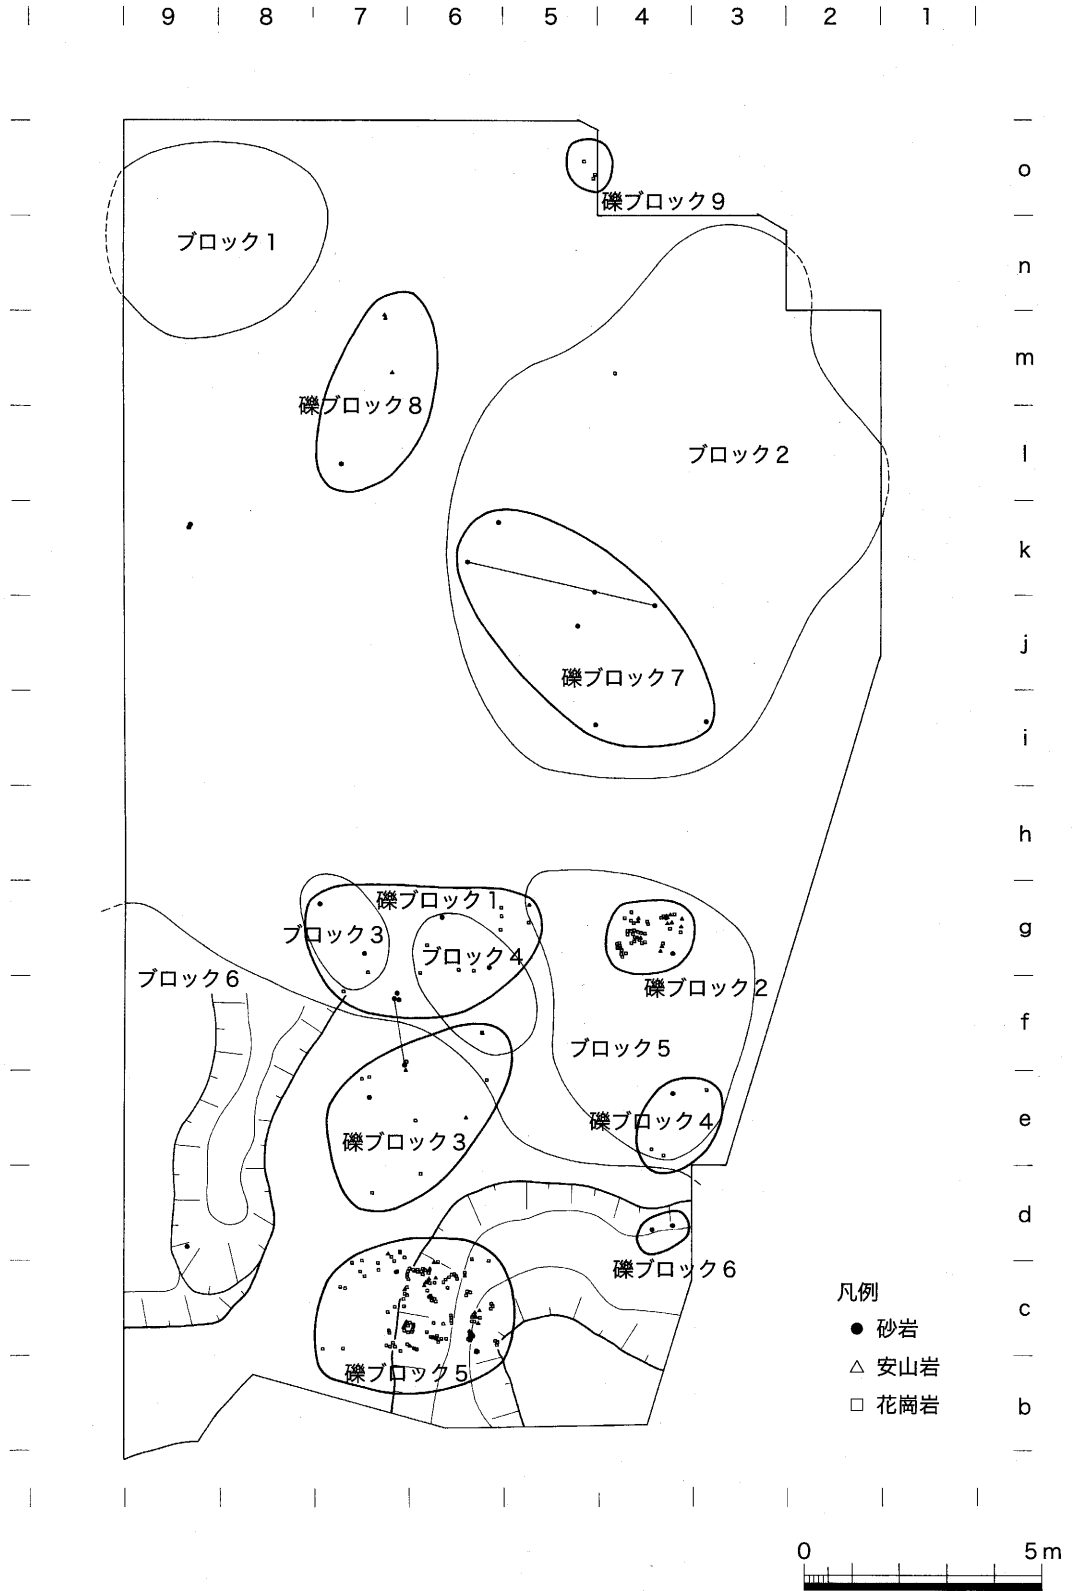 9 8 7 6 5 4 3 2 1
o
礫ブロック9
ブロック1
n
m
礫ブロック8
ブロック2
l
k
j
礫ブロック7
i
h
礫ブロック1
g
ブロック3
ブロック4
ブロック6
礫ブロック2
f
ブロック5
e
礫ブロック4
礫ブロック3
d
礫ブロック6
凡例
c
● 砂岩
△ 安山岩
礫ブロック5
□ 花崗岩
b
0 5m